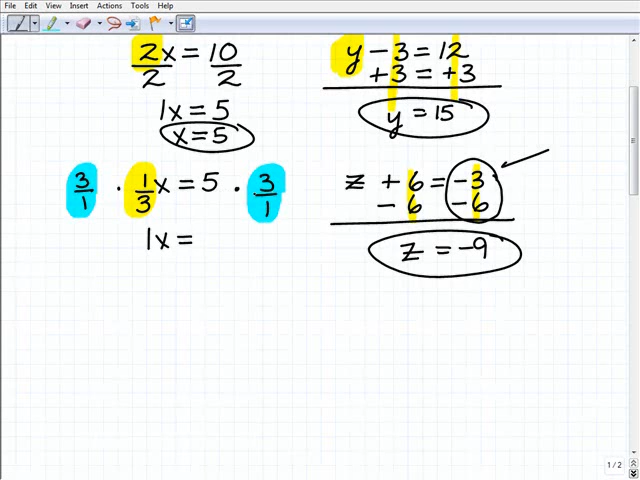 File Edit View Insert Actions Tools Help
2x = 10
2 2
1x = 5
x = 5
3/1 · 1/3 x = 5 · 3/1
1x =
y - 3 = 12
+3 = +3
y = 15
z + 6 = -3
- 6 - 6
z = -9
1/2